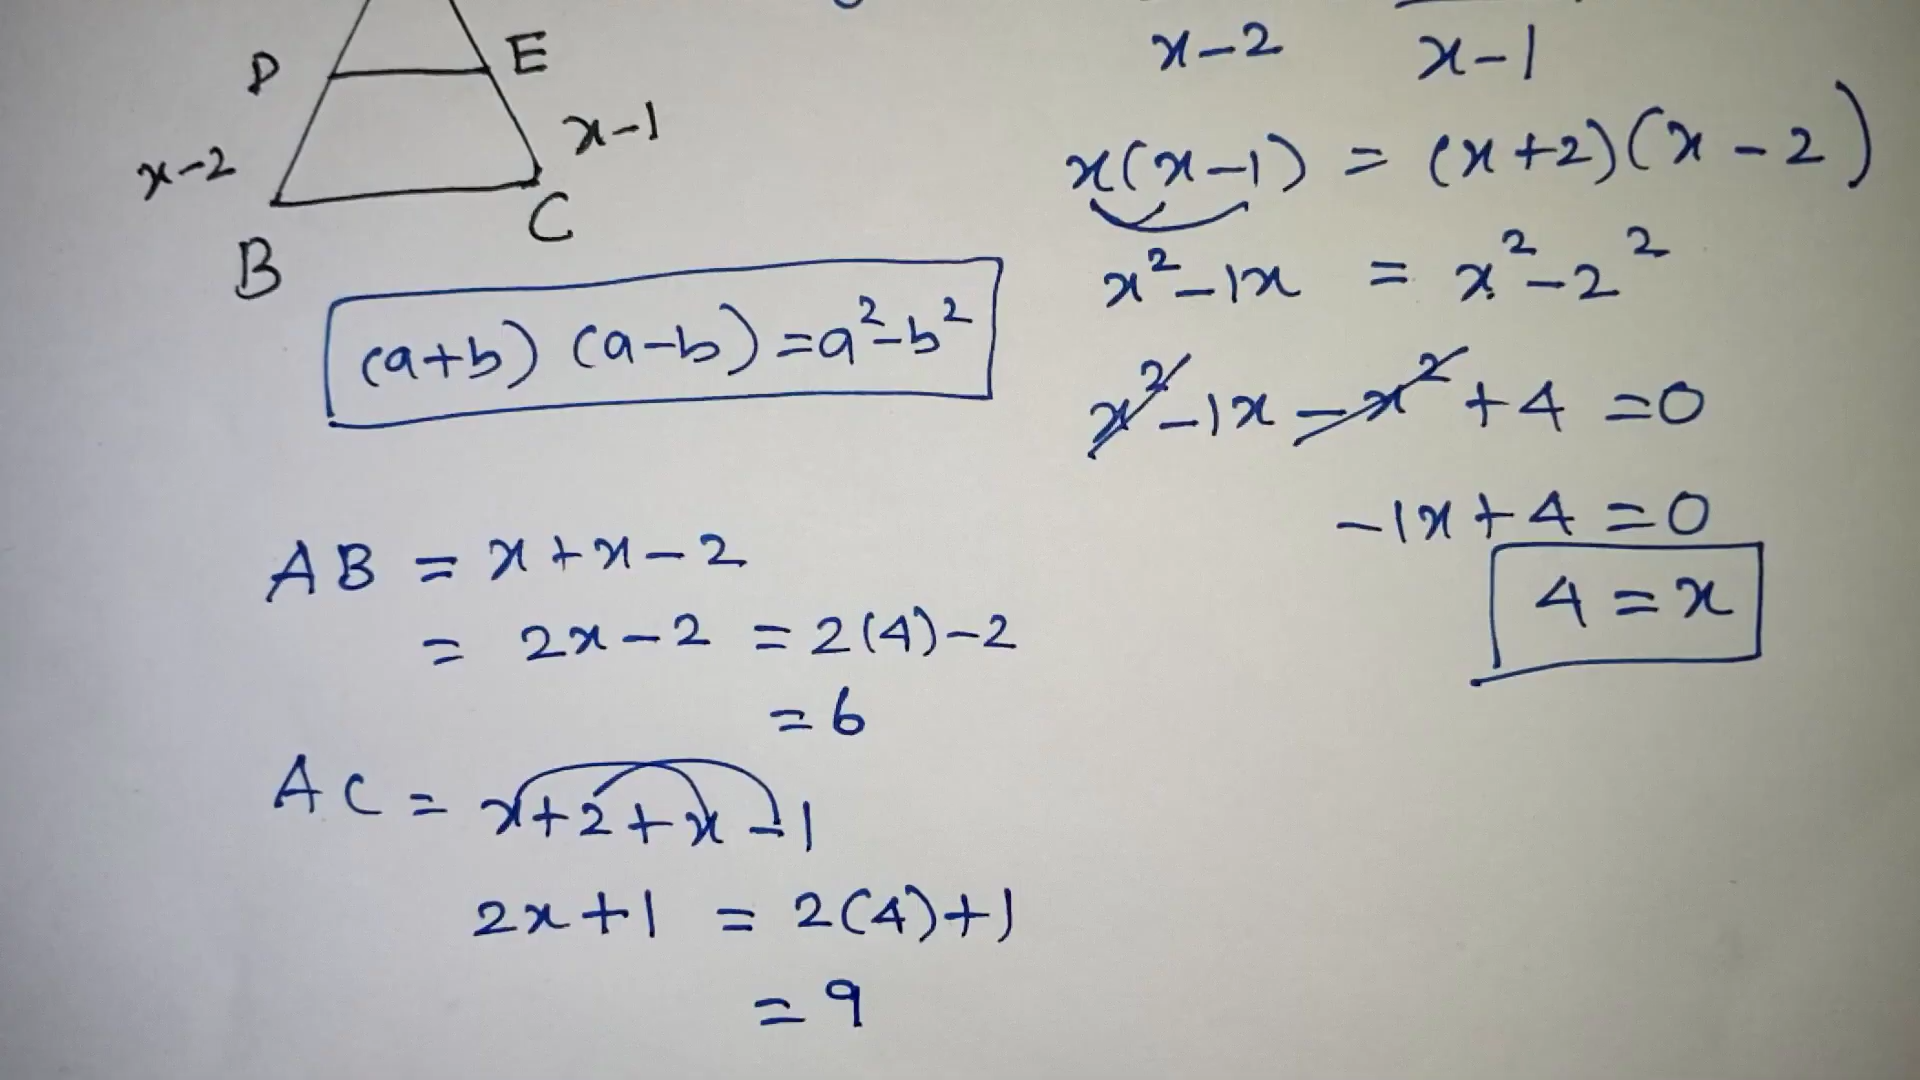 D E
x-2 x-1
B C
(a+b) (a-b) = a²-b²
AB = x+x-2
= 2x-2 = 2(4)-2
= 6
AC = x+2+x-1
2x+1 = 2(4)+1
= 9
x-2 x-1
x(x-1) = (x+2)(x-2)
x²-1x = x²-2²
x²-1x-x²+4 =0
-1x+4=0
4=x